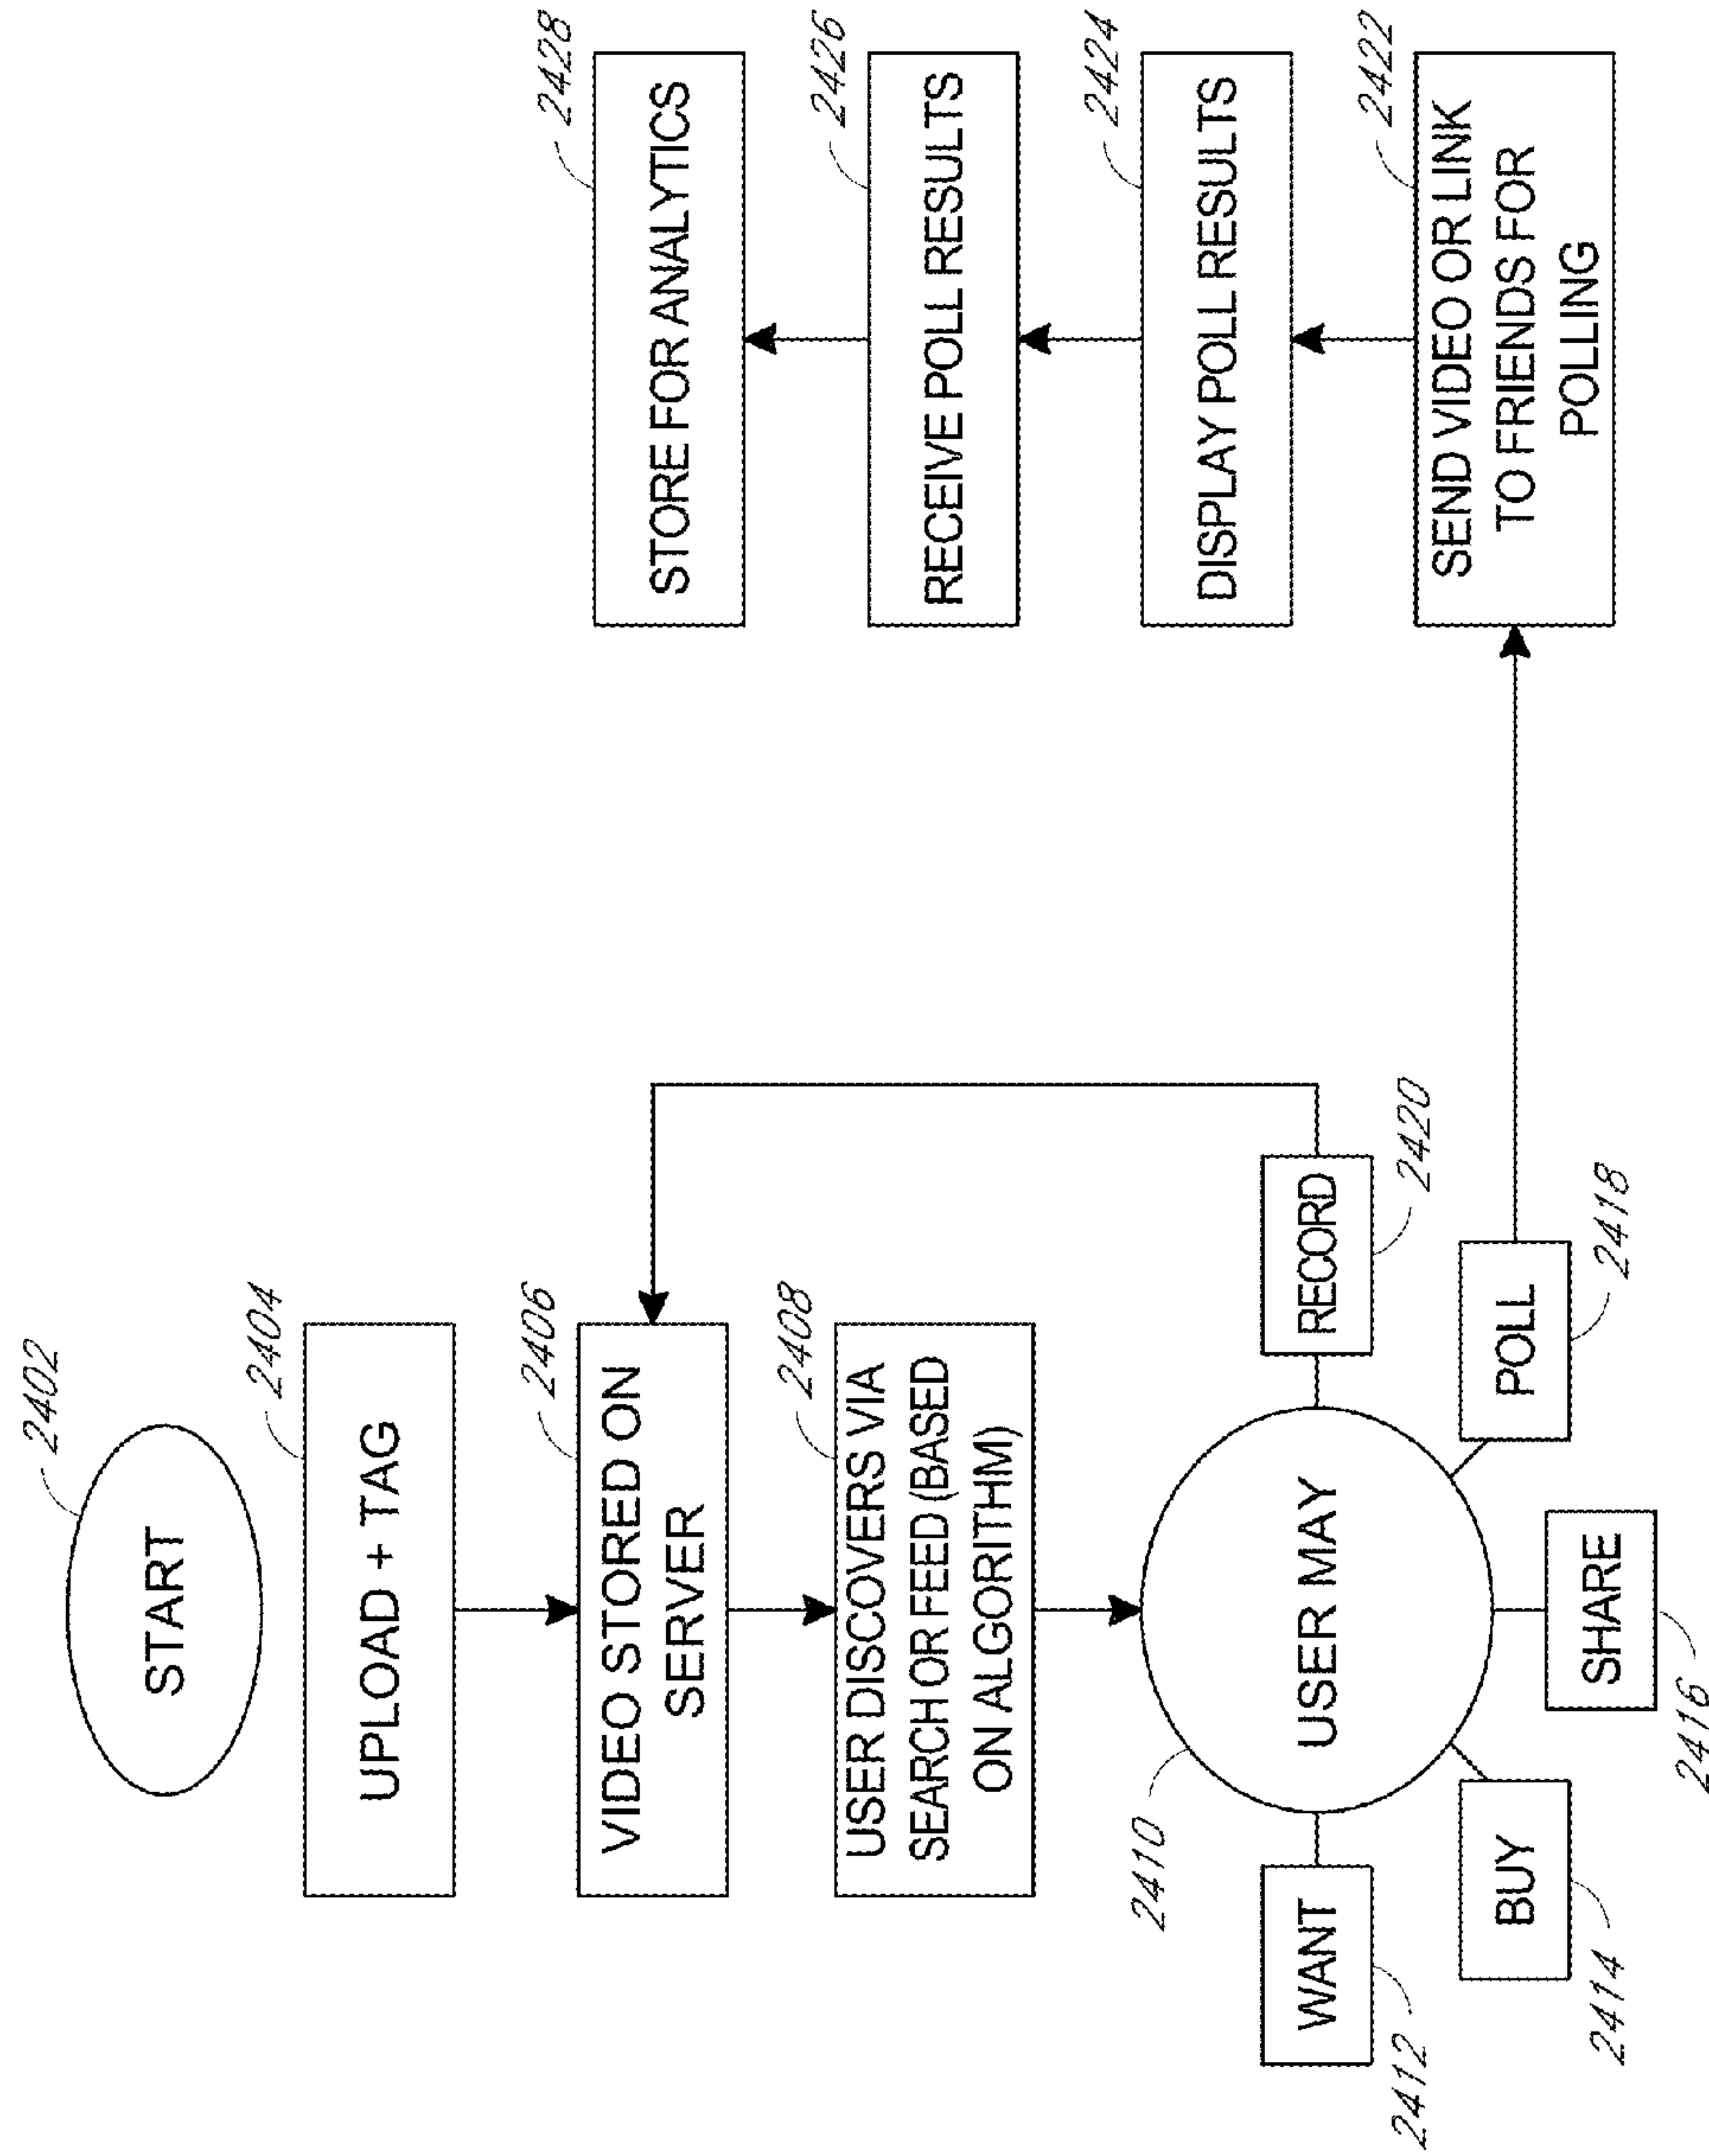 2402
START
2404
UPLOAD + TAG
2406
VIDEO STORED ON
SERVER
2408
USER DISCOVERS VIA
SEARCH OR FEED (BASED
ON ALGORITHM)
2410
USER MAY
WANT
2412
BUY
2414
SHARE
2416
POLL
2418
RECORD
2420
2428
STORE FOR ANALYTICS
2426
RECEIVE POLL RESULTS
2424
DISPLAY POLL RESULTS
2422
SEND VIDEO OR LINK
TO FRIENDS FOR
POLLING